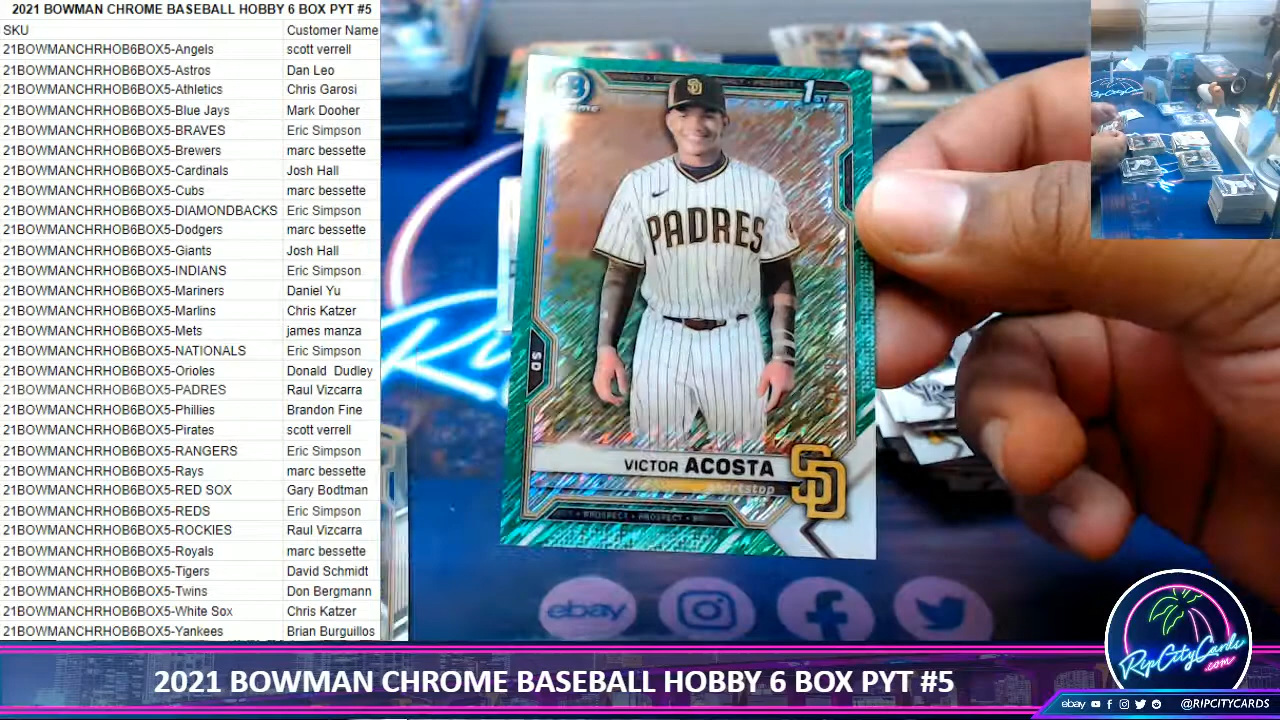 2021 BOWMAN CHROME BASEBALL HOBBY 6 BOX PYT #5
SKU Customer Name
21BOWMANCHRHOB6BOX5-Angels scott verrell
21BOWMANCHRHOB6BOX5-Astros Dan Leo
21BOWMANCHRHOB6BOX5-Athletics Chris Garosi
21BOWMANCHRHOB6BOX5-Blue Jays Mark Dooher
21BOWMANCHRHOB6BOX5-BRAVES Eric Simpson
21BOWMANCHRHOB6BOX5-Brewers marc bessette
21BOWMANCHRHOB6BOX5-Cardinals Josh Hall
21BOWMANCHRHOB6BOX5-Cubs marc bessette
21BOWMANCHRHOB6BOX5-DIAMONDBACKS Eric Simpson
21BOWMANCHRHOB6BOX5-Dodgers marc bessette
21BOWMANCHRHOB6BOX5-Giants Josh Hall
21BOWMANCHRHOB6BOX5-INDIANS Eric Simpson
21BOWMANCHRHOB6BOX5-Mariners Daniel Yu
21BOWMANCHRHOB6BOX5-Marlins Chris Katzer
21BOWMANCHRHOB6BOX5-Mets james manza
21BOWMANCHRHOB6BOX5-NATIONALS Eric Simpson
21BOWMANCHRHOB6BOX5-Orioles Donald Dudley
21BOWMANCHRHOB6BOX5-PADRES Raul Vizcarra
21BOWMANCHRHOB6BOX5-Phillies Brandon Fine
21BOWMANCHRHOB6BOX5-Pirates scott verrell
21BOWMANCHRHOB6BOX5-RANGERS Eric Simpson
21BOWMANCHRHOB6BOX5-Rays marc bessette
21BOWMANCHRHOB6BOX5-RED SOX Gary Bodtman
21BOWMANCHRHOB6BOX5-REDS Eric Simpson
21BOWMANCHRHOB6BOX5-ROCKIES Raul Vizcarra
21BOWMANCHRHOB6BOX5-Royals marc bessette
21BOWMANCHRHOB6BOX5-Tigers David Schmidt
21BOWMANCHRHOB6BOX5-Twins Don Bergmann
21BOWMANCHRHOB6BOX5-White Sox Chris Katzer
21BOWMANCHRHOB6BOX5-Yankees Brian Burguillos
1ST
SD
PADRES
SD
VICTOR ACOSTA
SD
PROSPECT • PROSPECT
ebay
RipCityCards
.com
2021 BOWMAN CHROME BASEBALL HOBBY 6 BOX PYT #5
ebay @RIPCITYCARDS